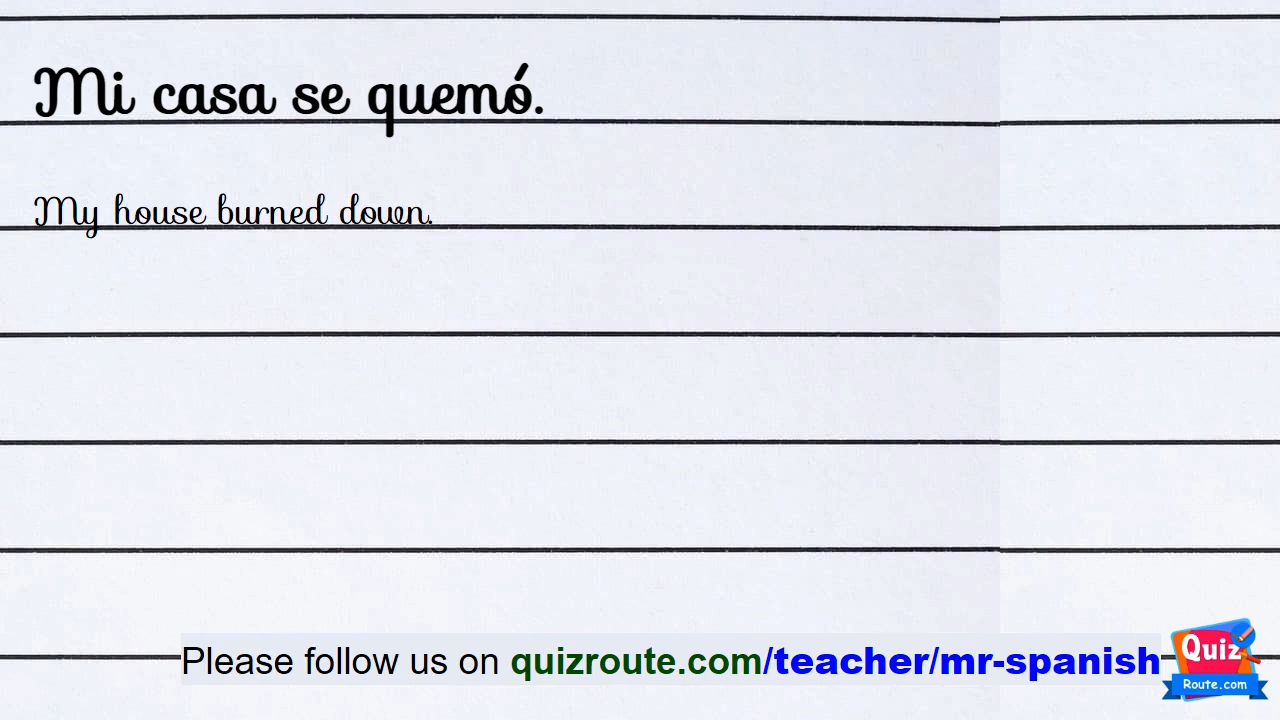 Mi casa se quemó.
My house burned down.
Please follow us on quizroute.com/teacher/mr-spanish
Quiz
Route.com